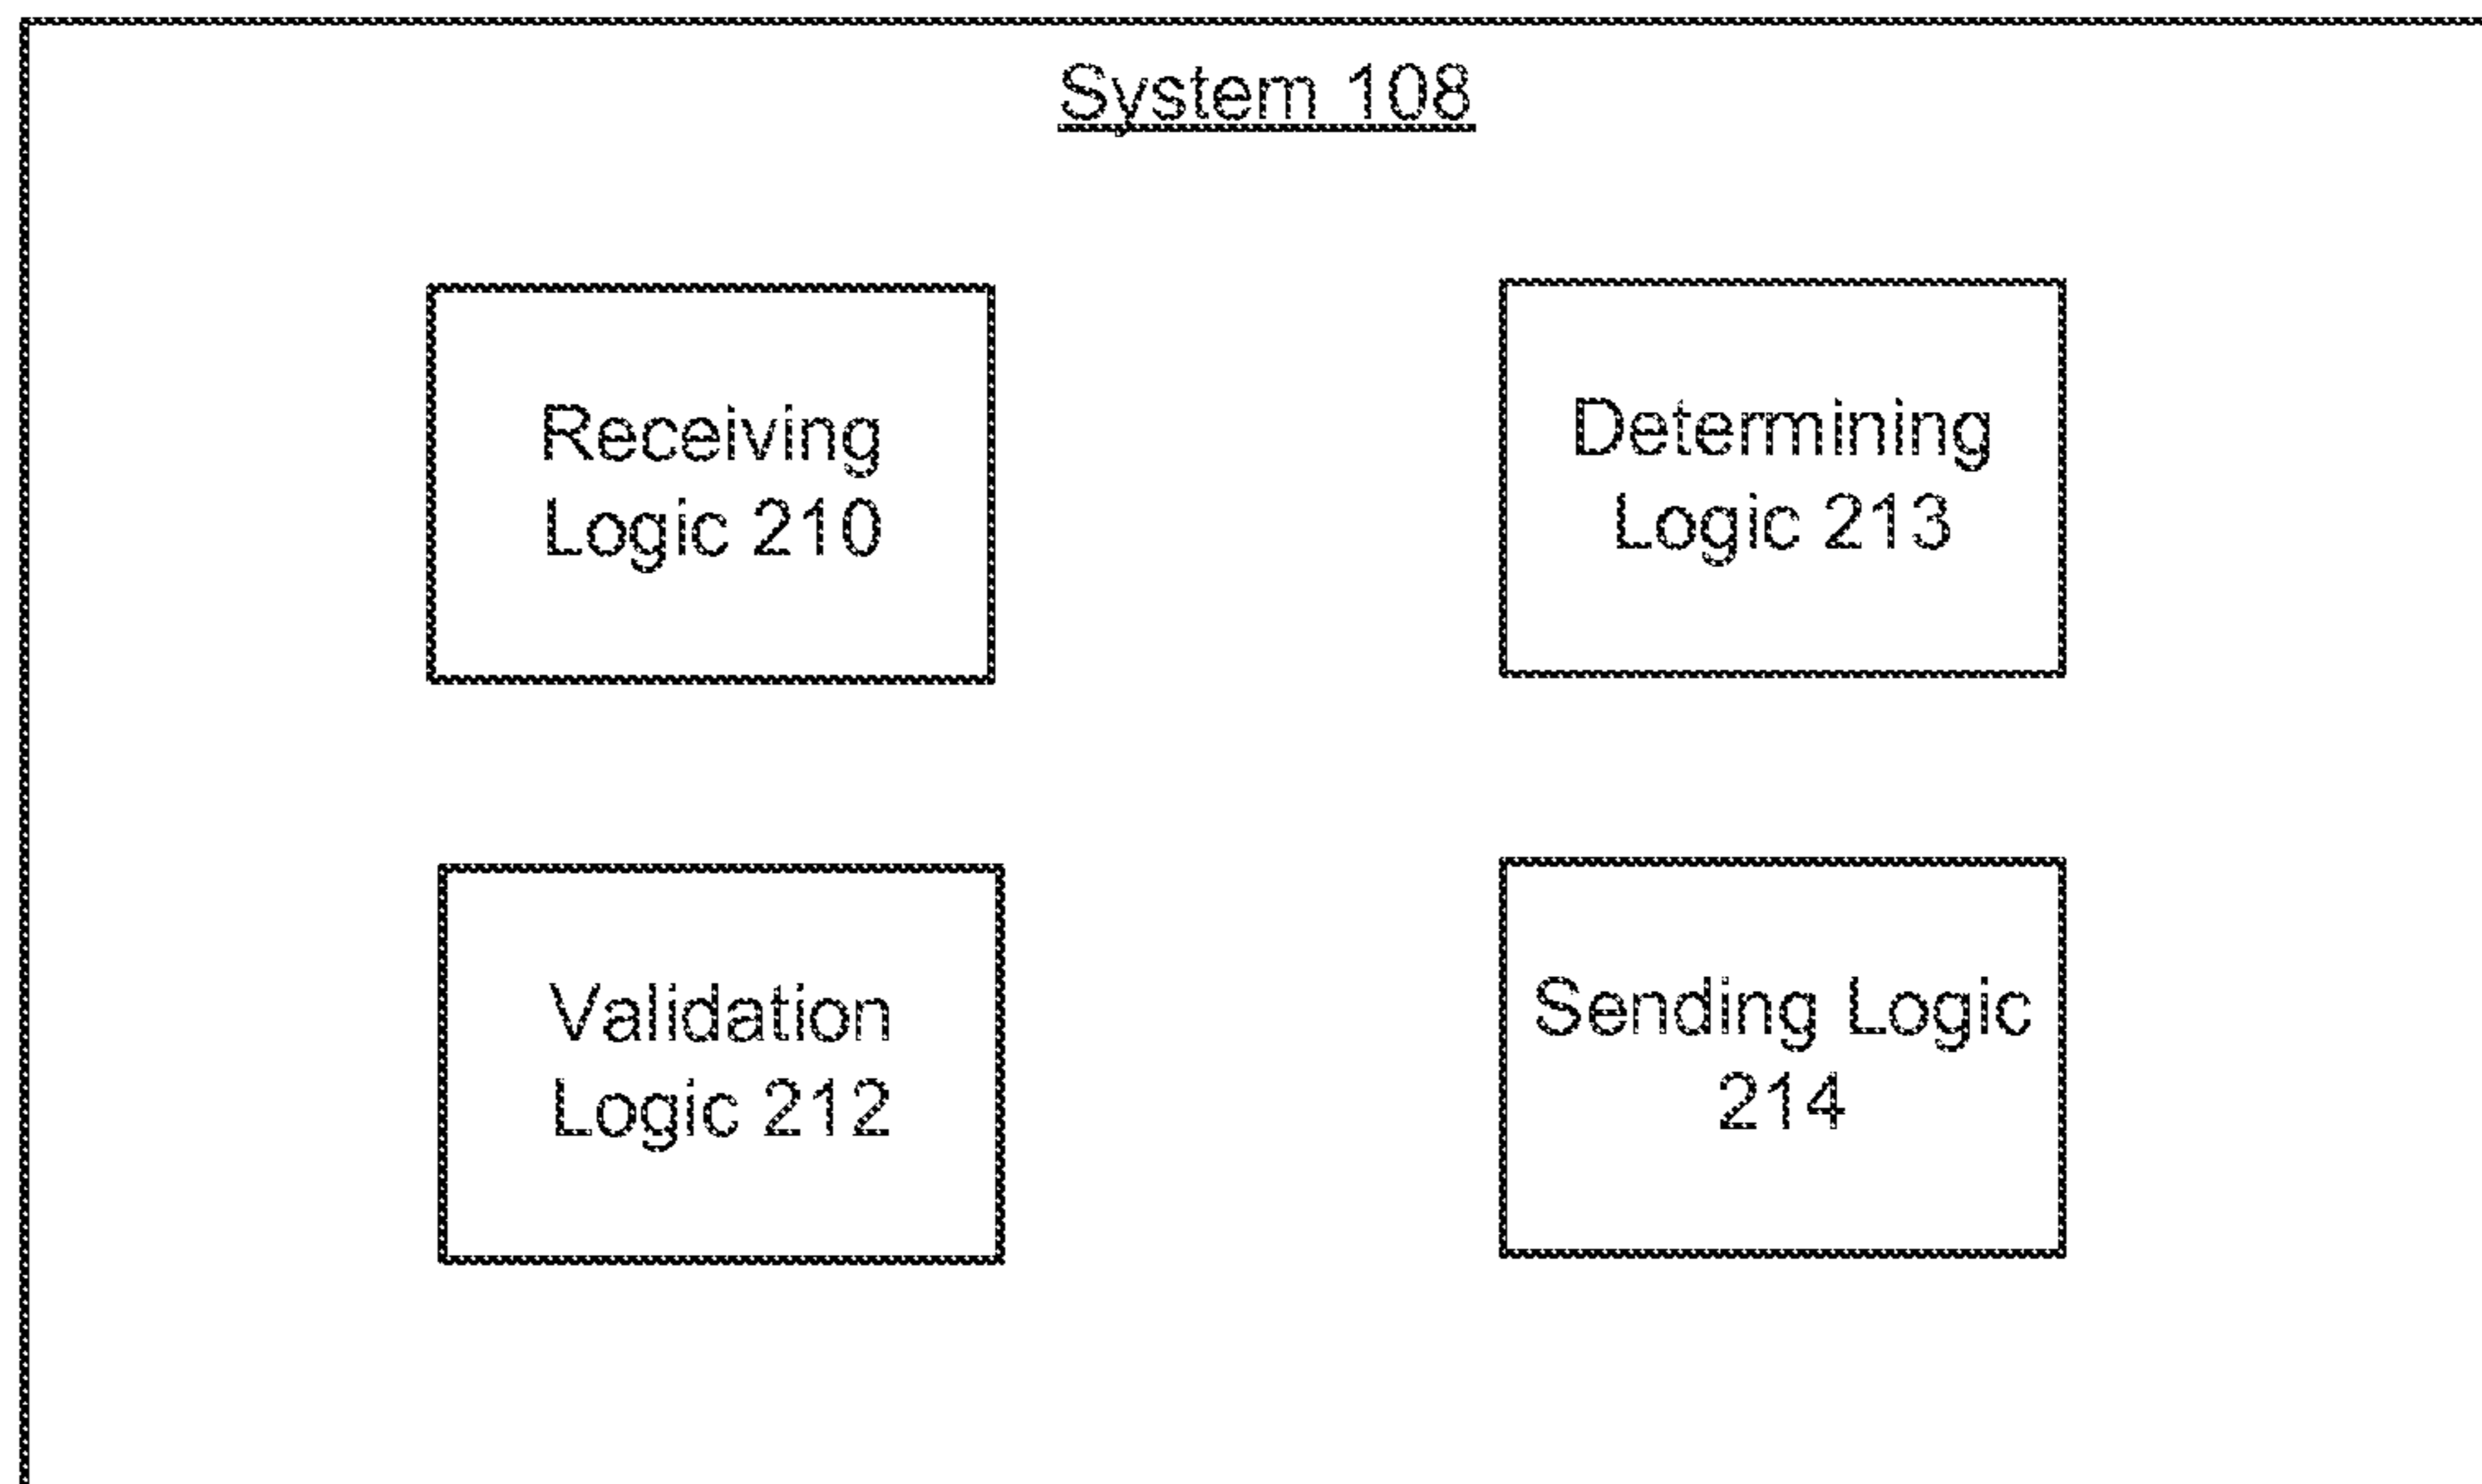 System 108
Receiving
Logic 210
Determining
Logic 213
Validation
Logic 212
Sending Logic
214